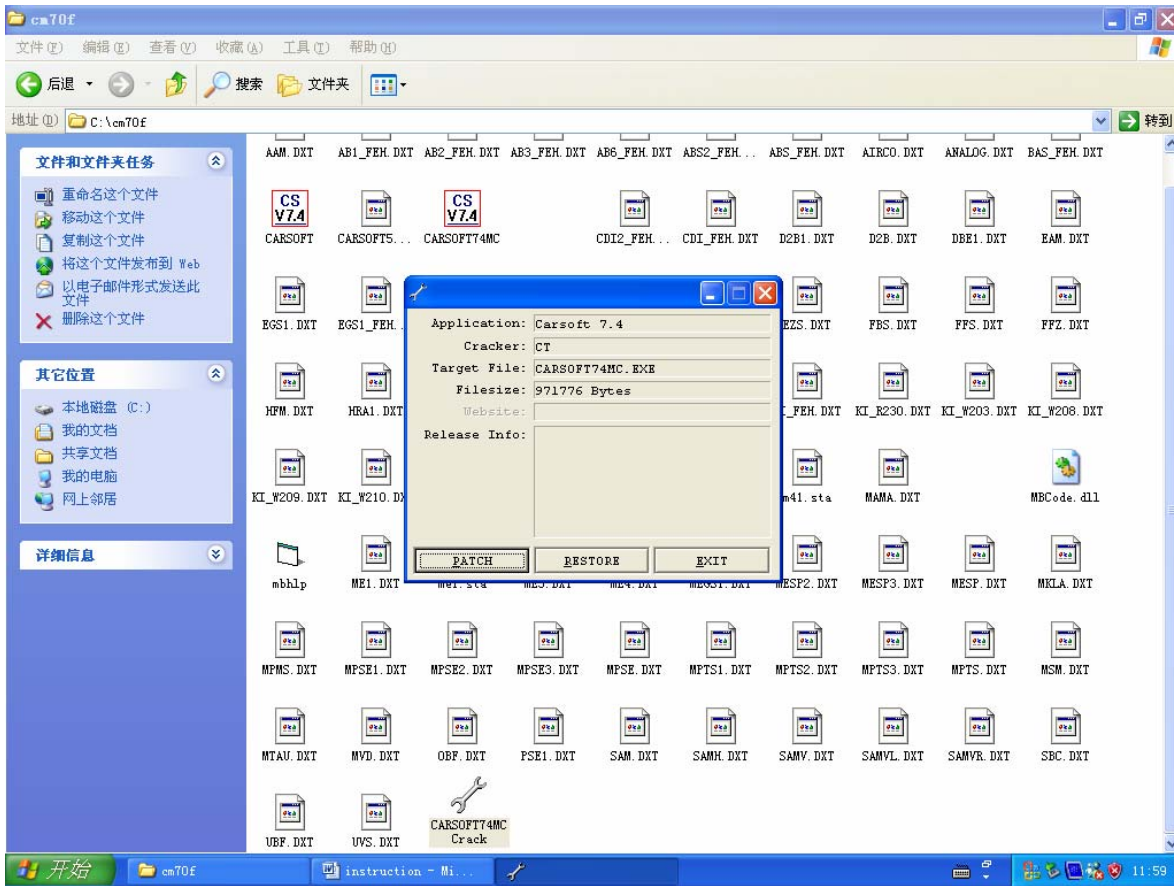 cm70f
文件(F) 编辑(E) 查看(V) 收藏(A) 工具(T) 帮助(H)
后退 搜索 文件夹
地址(D) C:\cm70f 转到
文件和文件夹任务
重命名这个文件
移动这个文件
复制这个文件
将这个文件发布到 Web
以电子邮件形式发送此
文件
删除这个文件
其它位置
本地磁盘 (C:)
我的文档
共享文档
我的电脑
网上邻居
详细信息
AAM.DXT AB1_FEH.DXT AB2_FEH.DXT AB3_FEH.DXT AB6_FEH.DXT ABS2_FEH... ABS_FEH.DXT AIRCO.DXT ANALOG.DXT BAS_FEH.DXT
CS V7.4 CS V7.4
CARSOFT CARSOFT5... CARSOFT74MC CDI2_FEH... CDI_FEH.DXT D2B1.DXT D2B.DXT DBE1.DXT EAM.DXT
EGS1.DXT EGS1_FEH. EZS.DXT FBS.DXT FFS.DXT FFZ.DXT
HFM.DXT HRA1.DXT _FEH.DXT KI_R230.DXT KI_W203.DXT KI_W208.DXT
KI_W209.DXT KI_W210.D m41.sta MAMA.DXT MBCode.dll
mbhlp ME1.DXT MESP2.DXT MESP3.DXT MESP.DXT MKLA.DXT
MPMS.DXT MPSE1.DXT MPSE2.DXT MPSE3.DXT MPSE.DXT MPTS1.DXT MPTS2.DXT MPTS3.DXT MPTS.DXT MSM.DXT
MTAU.DXT MVD.DXT OBF.DXT PSE1.DXT SAM.DXT SAMH.DXT SAMV.DXT SAMVL.DXT SAMVR.DXT SBC.DXT
UBF.DXT UVS.DXT CARSOFT74MC
Crack
Application: Carsoft 7.4
Cracker: CT
Target File: CARSOFT74MC.EXE
Filesize: 971776 Bytes
Website:
Release Info:
PATCH RESTORE EXIT
开始 cm70f instruction - Mi... 11:59